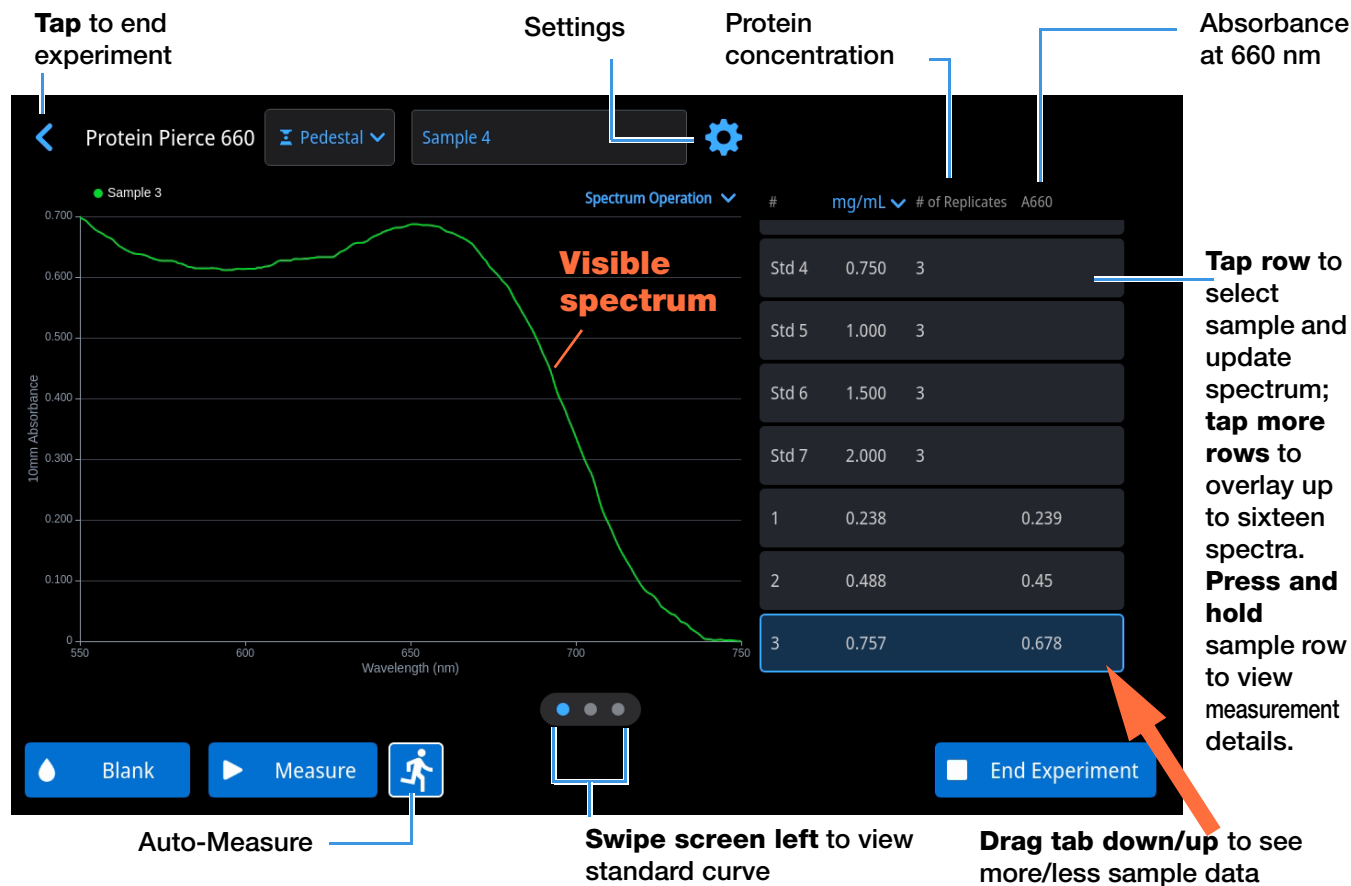 Tap to end
experiment
Settings
Protein
concentration
Absorbance
at 660 nm
Protein Pierce 660
Pedestal
Sample 4
Sample 3
Spectrum Operation
# mg/mL # of Replicates A660
0.700
0.600
0.500
0.400
0.300
0.200
0.100
0
10mm Absorbance
550 600 650 700 750
Wavelength (nm)
Visible
spectrum
Std 4 0.750 3
Std 5 1.000 3
Std 6 1.500 3
Std 7 2.000 3
1 0.238 0.239
2 0.488 0.45
3 0.757 0.678
Tap row to
select
sample and
update
spectrum;
tap more
rows to
overlay up
to sixteen
spectra.
Press and
hold
sample row
to view
measurement
details.
Blank
Measure
End Experiment
Auto-Measure
Swipe screen left to view
standard curve
Drag tab down/up to see
more/less sample data